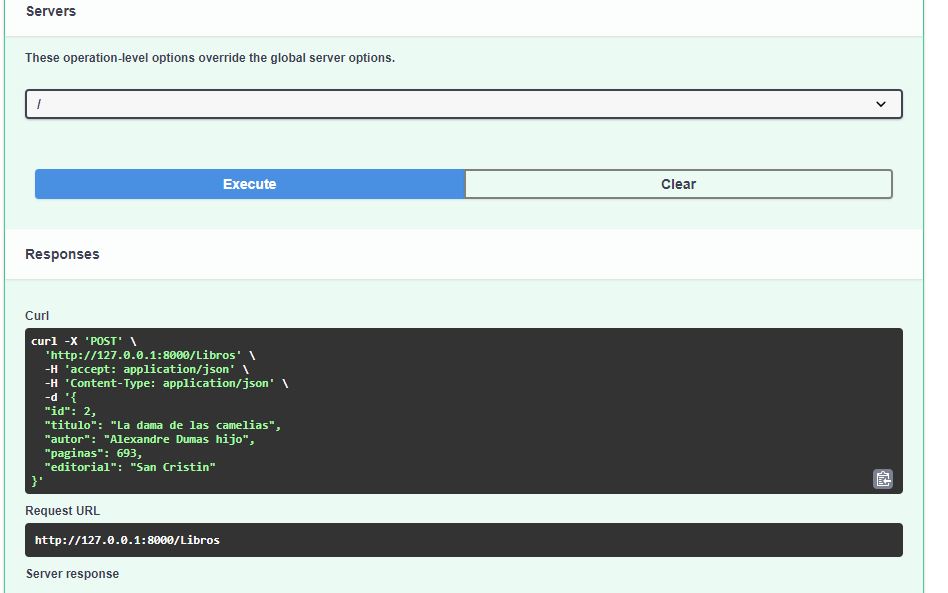 Servers
These operation-level options override the global server options.
/
Execute
Clear
Responses
Curl
curl -X 'POST' \
  'http://127.0.0.1:8000/Libros' \
  -H 'accept: application/json' \
  -H 'Content-Type: application/json' \
  -d '{
  "id": 2,
  "titulo": "La dama de las camelias",
  "autor": "Alexandre Dumas hijo",
  "paginas": 693,
  "editorial": "San Cristin"
}'
Request URL
http://127.0.0.1:8000/Libros
Server response